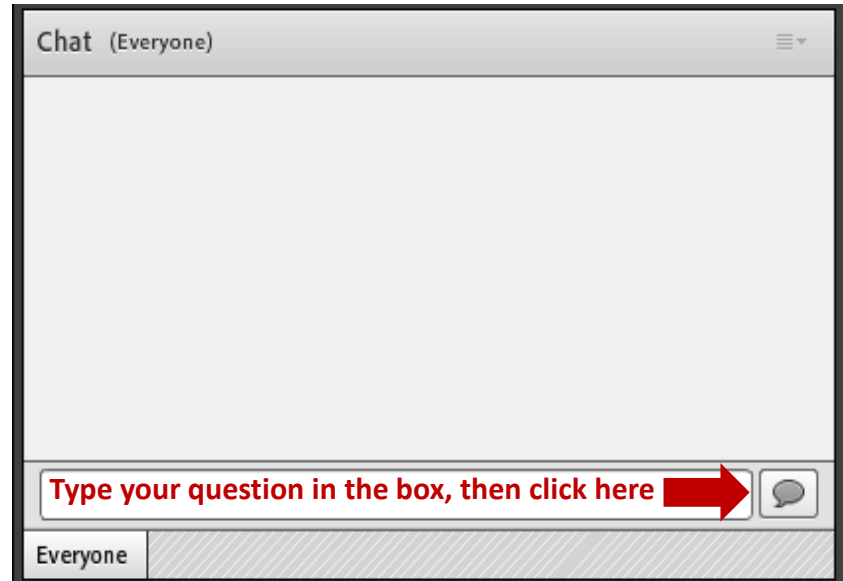 Chat (Everyone)
Type your question in the box, then click here
Everyone